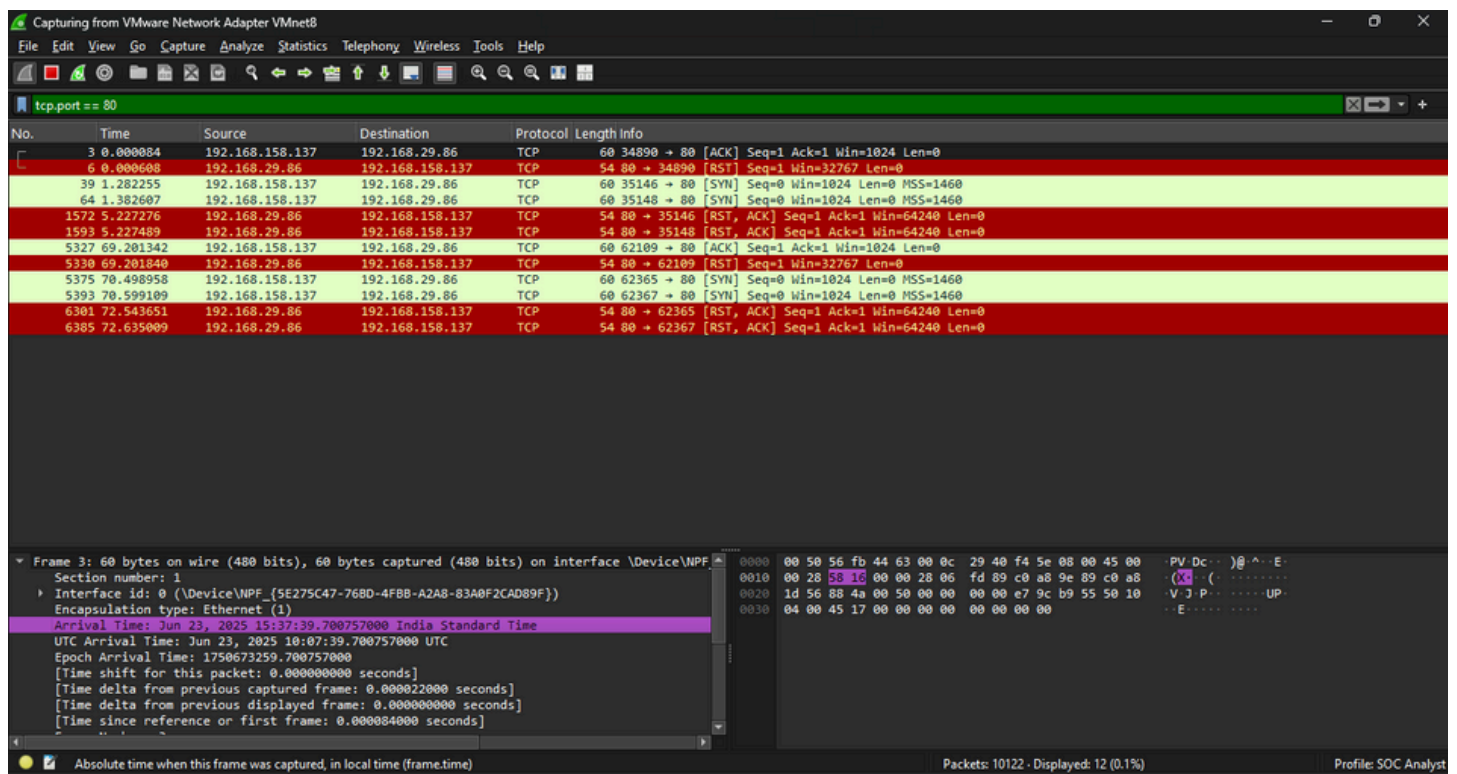 Capturing from VMware Network Adapter VMnet8
File Edit View Go Capture Analyze Statistics Telephony Wireless Tools Help
tcp.port == 80
No. Time Source Destination Protocol Length Info
3 0.000084 192.168.158.137 192.168.29.86 TCP 60 34890 → 80 [ACK] Seq=1 Ack=1 Win=1024 Len=0
6 0.000608 192.168.29.86 192.168.158.137 TCP 54 80 → 34890 [RST] Seq=1 Win=32767 Len=0
39 1.282255 192.168.158.137 192.168.29.86 TCP 60 35146 → 80 [SYN] Seq=0 Win=1024 Len=0 MSS=1460
64 1.382607 192.168.158.137 192.168.29.86 TCP 60 35148 → 80 [SYN] Seq=0 Win=1024 Len=0 MSS=1460
1572 5.227276 192.168.29.86 192.168.158.137 TCP 54 80 → 35146 [RST, ACK] Seq=1 Ack=1 Win=64240 Len=0
1593 5.227489 192.168.29.86 192.168.158.137 TCP 54 80 → 35148 [RST, ACK] Seq=1 Ack=1 Win=64240 Len=0
5327 69.201342 192.168.158.137 192.168.29.86 TCP 60 62109 → 80 [ACK] Seq=1 Ack=1 Win=1024 Len=0
5330 69.201840 192.168.29.86 192.168.158.137 TCP 54 80 → 62109 [RST] Seq=1 Win=32767 Len=0
5375 70.498958 192.168.158.137 192.168.29.86 TCP 60 62365 → 80 [SYN] Seq=0 Win=1024 Len=0 MSS=1460
5393 70.599109 192.168.158.137 192.168.29.86 TCP 60 62367 → 80 [SYN] Seq=0 Win=1024 Len=0 MSS=1460
6301 72.543651 192.168.29.86 192.168.158.137 TCP 54 80 → 62365 [RST, ACK] Seq=1 Ack=1 Win=64240 Len=0
6385 72.635009 192.168.29.86 192.168.158.137 TCP 54 80 → 62367 [RST, ACK] Seq=1 Ack=1 Win=64240 Len=0
Frame 3: 60 bytes on wire (480 bits), 60 bytes captured (480 bits) on interface \Device\NPF_
Section number: 1
Interface id: 0 (\Device\NPF_{5E275C47-76BD-4FBB-A2A8-83A0F2CAD89F})
Encapsulation type: Ethernet (1)
Arrival Time: Jun 23, 2025 15:37:39.700757000 India Standard Time
UTC Arrival Time: Jun 23, 2025 10:07:39.700757000 UTC
Epoch Arrival Time: 1750673259.700757000
[Time shift for this packet: 0.000000000 seconds]
[Time delta from previous captured frame: 0.000022000 seconds]
[Time delta from previous displayed frame: 0.000000000 seconds]
[Time since reference or first frame: 0.000084000 seconds]
0000 00 50 56 fb 44 63 00 0c 29 40 f4 5e 08 00 45 00 ·PV·Dc·· )@·^··E·
0010 00 28 58 16 00 00 28 06 fd 89 c0 a8 9e 89 c0 a8 ·(X···(· ········
0020 1d 56 88 4a 00 50 00 00 00 00 e7 9c b9 55 50 10 ·V·J·P·· ·····UP·
0030 04 00 45 17 00 00 00 00 00 00 00 00 ··E····· ····
Absolute time when this frame was captured, in local time (frame.time)
Packets: 10122 · Displayed: 12 (0.1%)
Profile: SOC Analyst